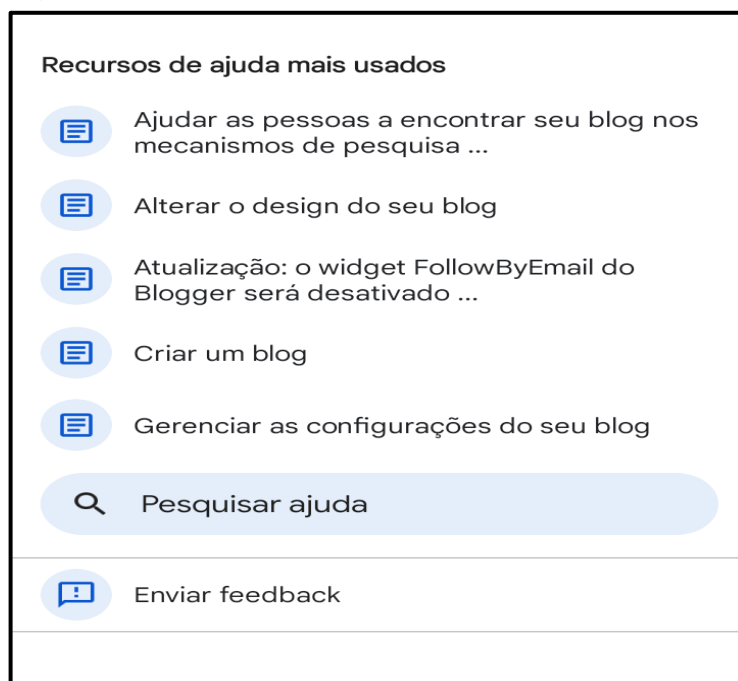 Recursos de ajuda mais usados
Ajudar as pessoas a encontrar seu blog nos
mecanismos de pesquisa ...
Alterar o design do seu blog
Atualização: o widget FollowByEmail do
Blogger será desativado ...
Criar um blog
Gerenciar as configurações do seu blog
Pesquisar ajuda
Enviar feedback